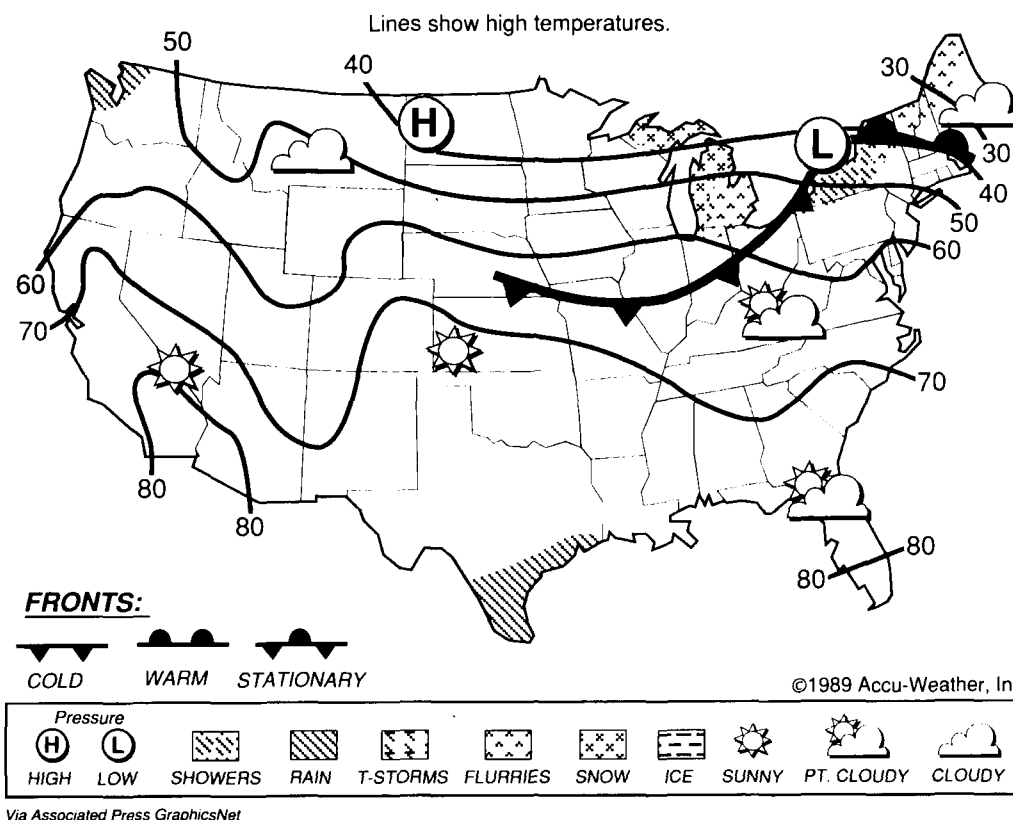 Lines show high temperatures.
50
40
30
H
L
30
40
50
60
60
70
70
80
80
80
80
FRONTS:
COLD WARM STATIONARY
©1989 Accu-Weather, In
Pressure
H L
HIGH LOW SHOWERS RAIN T-STORMS FLURRIES SNOW ICE SUNNY PT. CLOUDY CLOUDY
Via Associated Press GraphicsNet